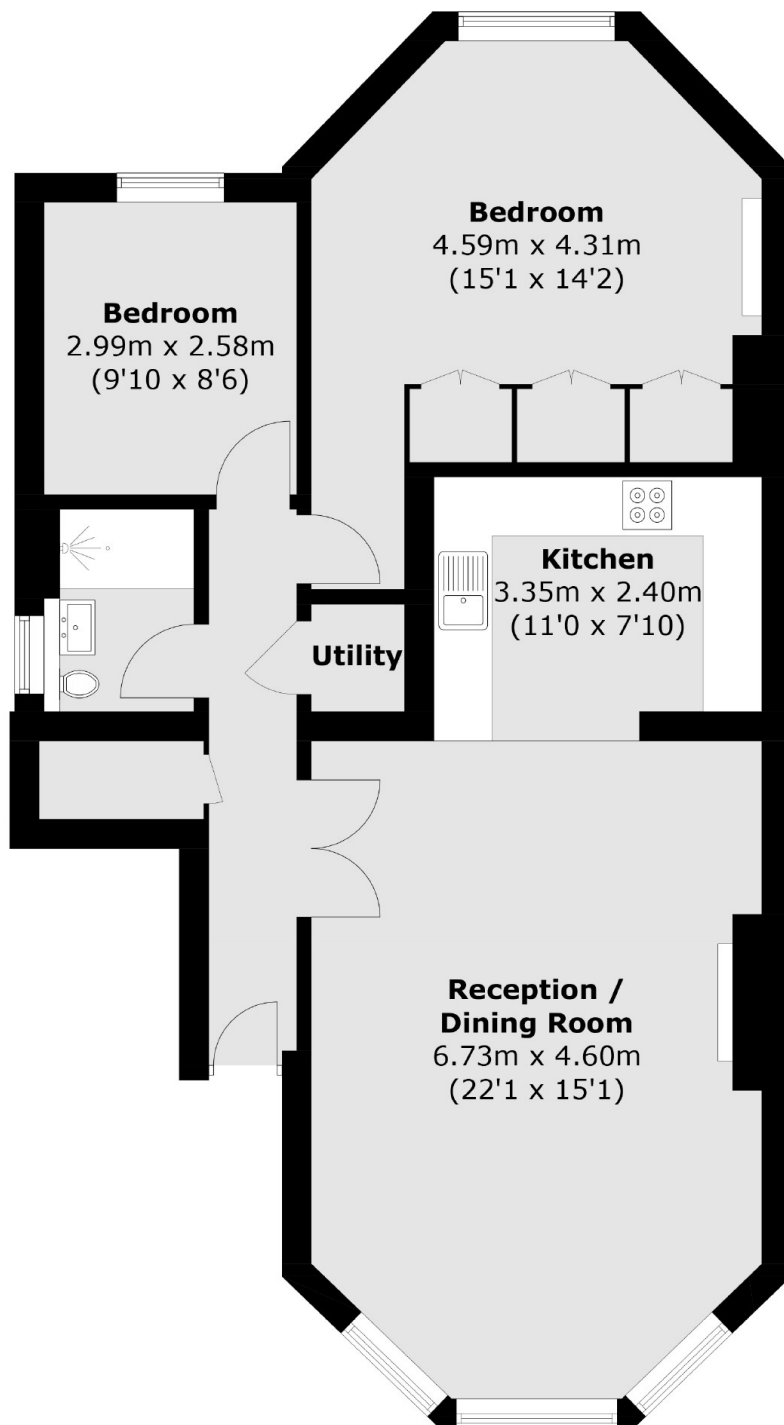 Bedroom
4.59m x 4.31m
(15'1 x 14'2)
Bedroom
2.99m x 2.58m
(9'10 x 8'6)
Kitchen
3.35m x 2.40m
(11'0 x 7'10)
Utility
Reception /
Dining Room
6.73m x 4.60m
(22'1 x 15'1)